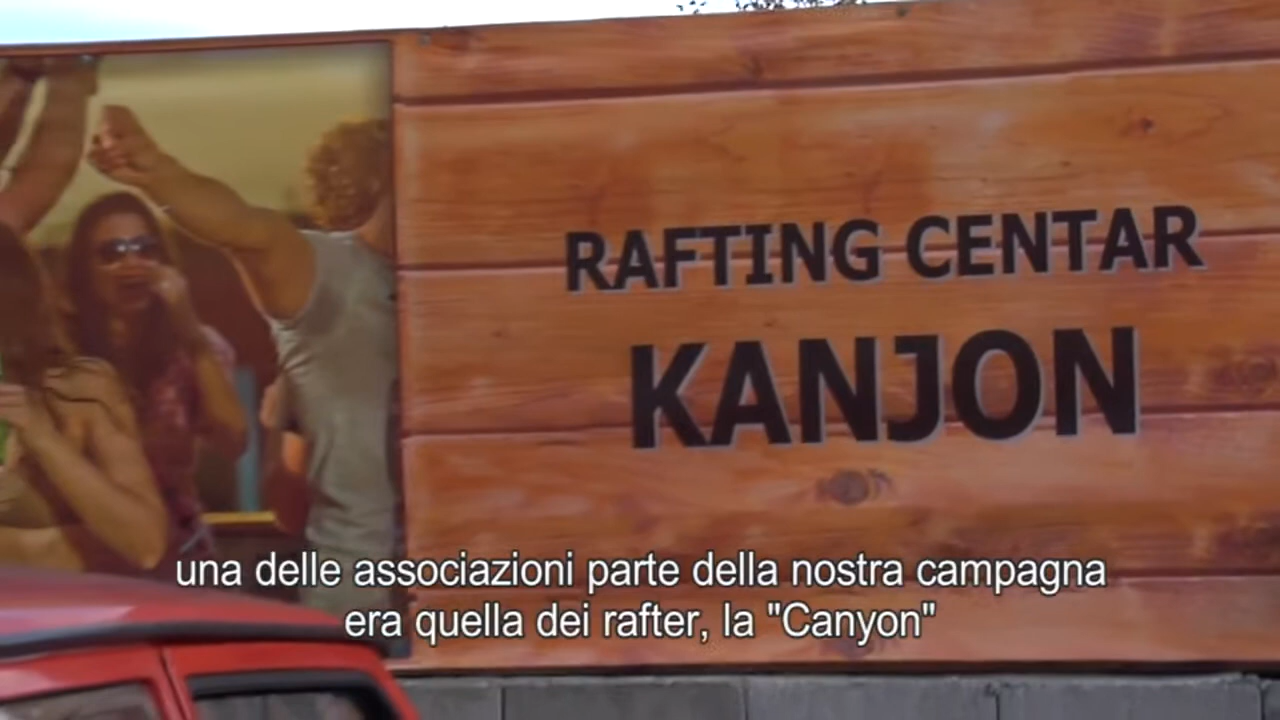 RAFTING CENTAR
KANJON
una delle associazioni parte della nostra campagna
era quella dei rafter, la "Canyon"